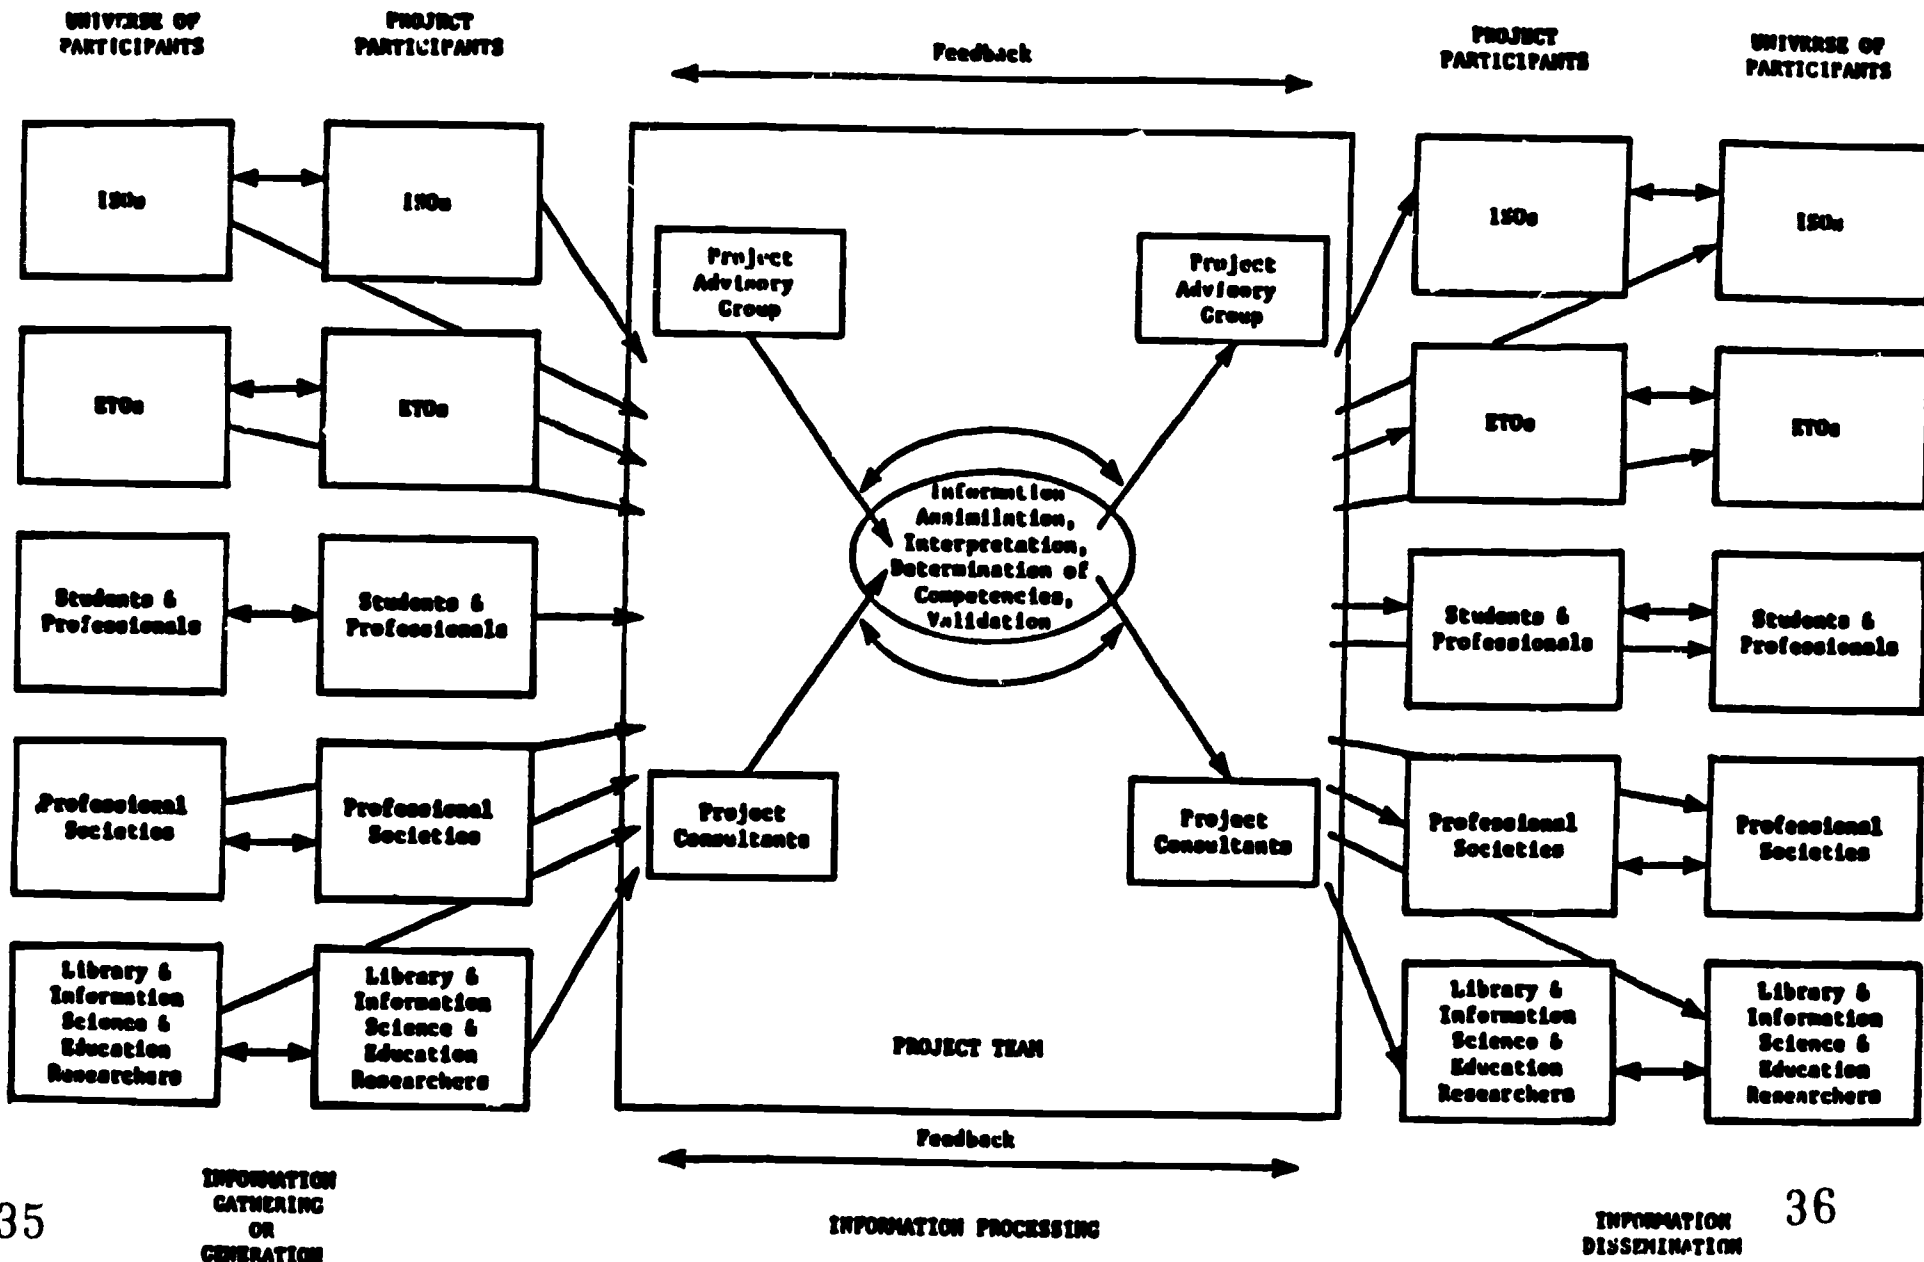 UNIVERSE OF
PARTICIPANTS
PROJECT
PARTICIPANTS
Feedback
PROJECT
PARTICIPANTS
UNIVERSE OF
PARTICIPANTS
ISOs
ISOs
ISOs
ISOs
Project
Advisory
Group
Project
Advisory
Group
ETOs
ETOs
ETOs
ETOs
Information
Assimilation,
Interpretation,
Determination of
Competencies,
Validation
Students &
Professionals
Students &
Professionals
Students &
Professionals
Students &
Professionals
Professional
Societies
Professional
Societies
Project
Consultants
Project
Consultants
Professional
Societies
Professional
Societies
Library &
Information
Science &
Education
Researchers
Library &
Information
Science &
Education
Researchers
PROJECT TEAM
Library &
Information
Science &
Education
Researchers
Library &
Information
Science &
Education
Researchers
Feedback
INFORMATION
GATHERING
OR
GENERATION
INFORMATION PROCESSING
INFORMATION
DISSEMINATION
35
36